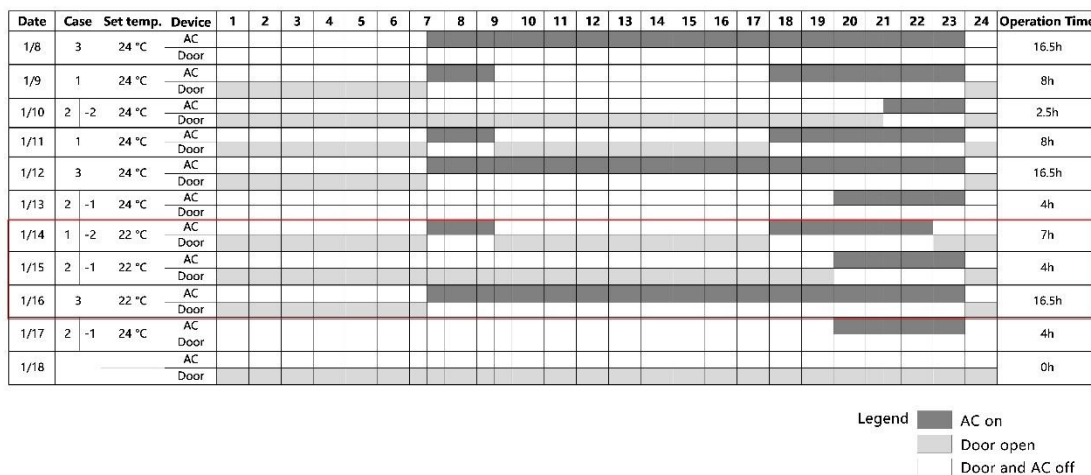 Date Case Set temp. Device 1 2 3 4 5 6 7 8 9 10 11 12 13 14 15 16 17 18 19 20 21 22 23 24 Operation Time
1/8 3 24 °C AC Door 16.5h
1/9 1 24 °C AC Door 8h
1/10 2 -2 24 °C AC Door 2.5h
1/11 1 24 °C AC Door 8h
1/12 3 24 °C AC Door 16.5h
1/13 2 -1 24 °C AC Door 4h
1/14 1 -2 22 °C AC Door 7h
1/15 2 -1 22 °C AC Door 4h
1/16 3 22 °C AC Door 16.5h
1/17 2 -1 24 °C AC Door 4h
1/18 AC Door 0h
Legend AC on
Door open
Door and AC off